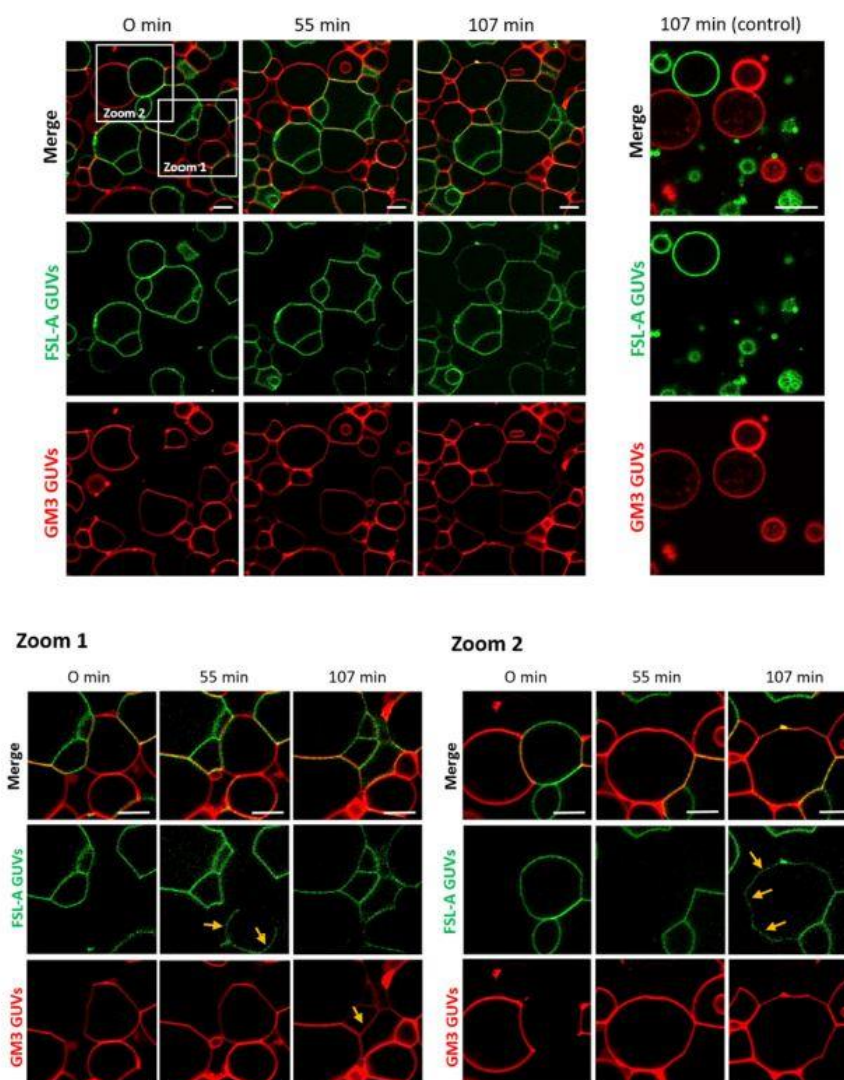 O min 55 min 107 min 107 min (control)
Merge
Zoom 2
Zoom 1
FSL-A GUVs
GM3 GUVs
Merge
FSL-A GUVs
GM3 GUVs
Zoom 1
O min 55 min 107 min
Merge
FSL-A GUVs
GM3 GUVs
Zoom 2
O min 55 min 107 min
Merge
FSL-A GUVs
GM3 GUVs